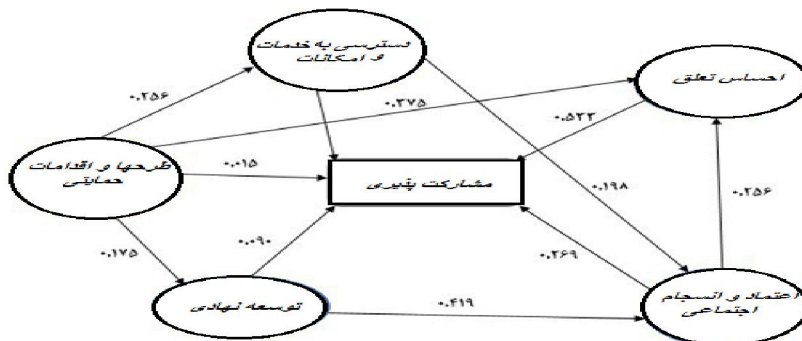 دسترسی به خدمات
و امکانات
احساس تعلق
۰.۲۵۶
۰.۲۷۵
۰.۵۲۳
طرحها و اقدامات
حمایتی
۰.۰۱۵
مشارکت پذیری
۰.۱۹۸
۰.۲۵۶
۰.۱۷۵
۰.۰۹۰
۰.۲۶۹
توسعه نهادی
۰.۴۱۹
اعتماد و انسجام
اجتماعی